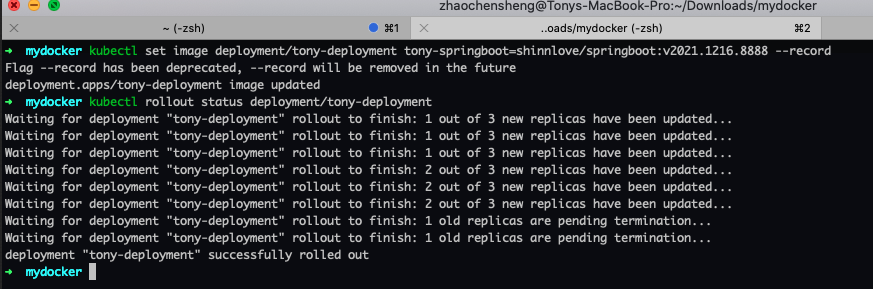 zhaochensheng@Tonys-MacBook-Pro:~/Downloads/mydocker
~ (-zsh) ⌘1 ..oads/mydocker (-zsh) ⌘2
➜ mydocker kubectl set image deployment/tony-deployment tony-springboot=shinnlove/springboot:v2021.1216.8888 --record
Flag --record has been deprecated, --record will be removed in the future
deployment.apps/tony-deployment image updated
➜ mydocker kubectl rollout status deployment/tony-deployment
Waiting for deployment "tony-deployment" rollout to finish: 1 out of 3 new replicas have been updated...
Waiting for deployment "tony-deployment" rollout to finish: 1 out of 3 new replicas have been updated...
Waiting for deployment "tony-deployment" rollout to finish: 1 out of 3 new replicas have been updated...
Waiting for deployment "tony-deployment" rollout to finish: 2 out of 3 new replicas have been updated...
Waiting for deployment "tony-deployment" rollout to finish: 2 out of 3 new replicas have been updated...
Waiting for deployment "tony-deployment" rollout to finish: 2 out of 3 new replicas have been updated...
Waiting for deployment "tony-deployment" rollout to finish: 1 old replicas are pending termination...
Waiting for deployment "tony-deployment" rollout to finish: 1 old replicas are pending termination...
deployment "tony-deployment" successfully rolled out
➜ mydocker